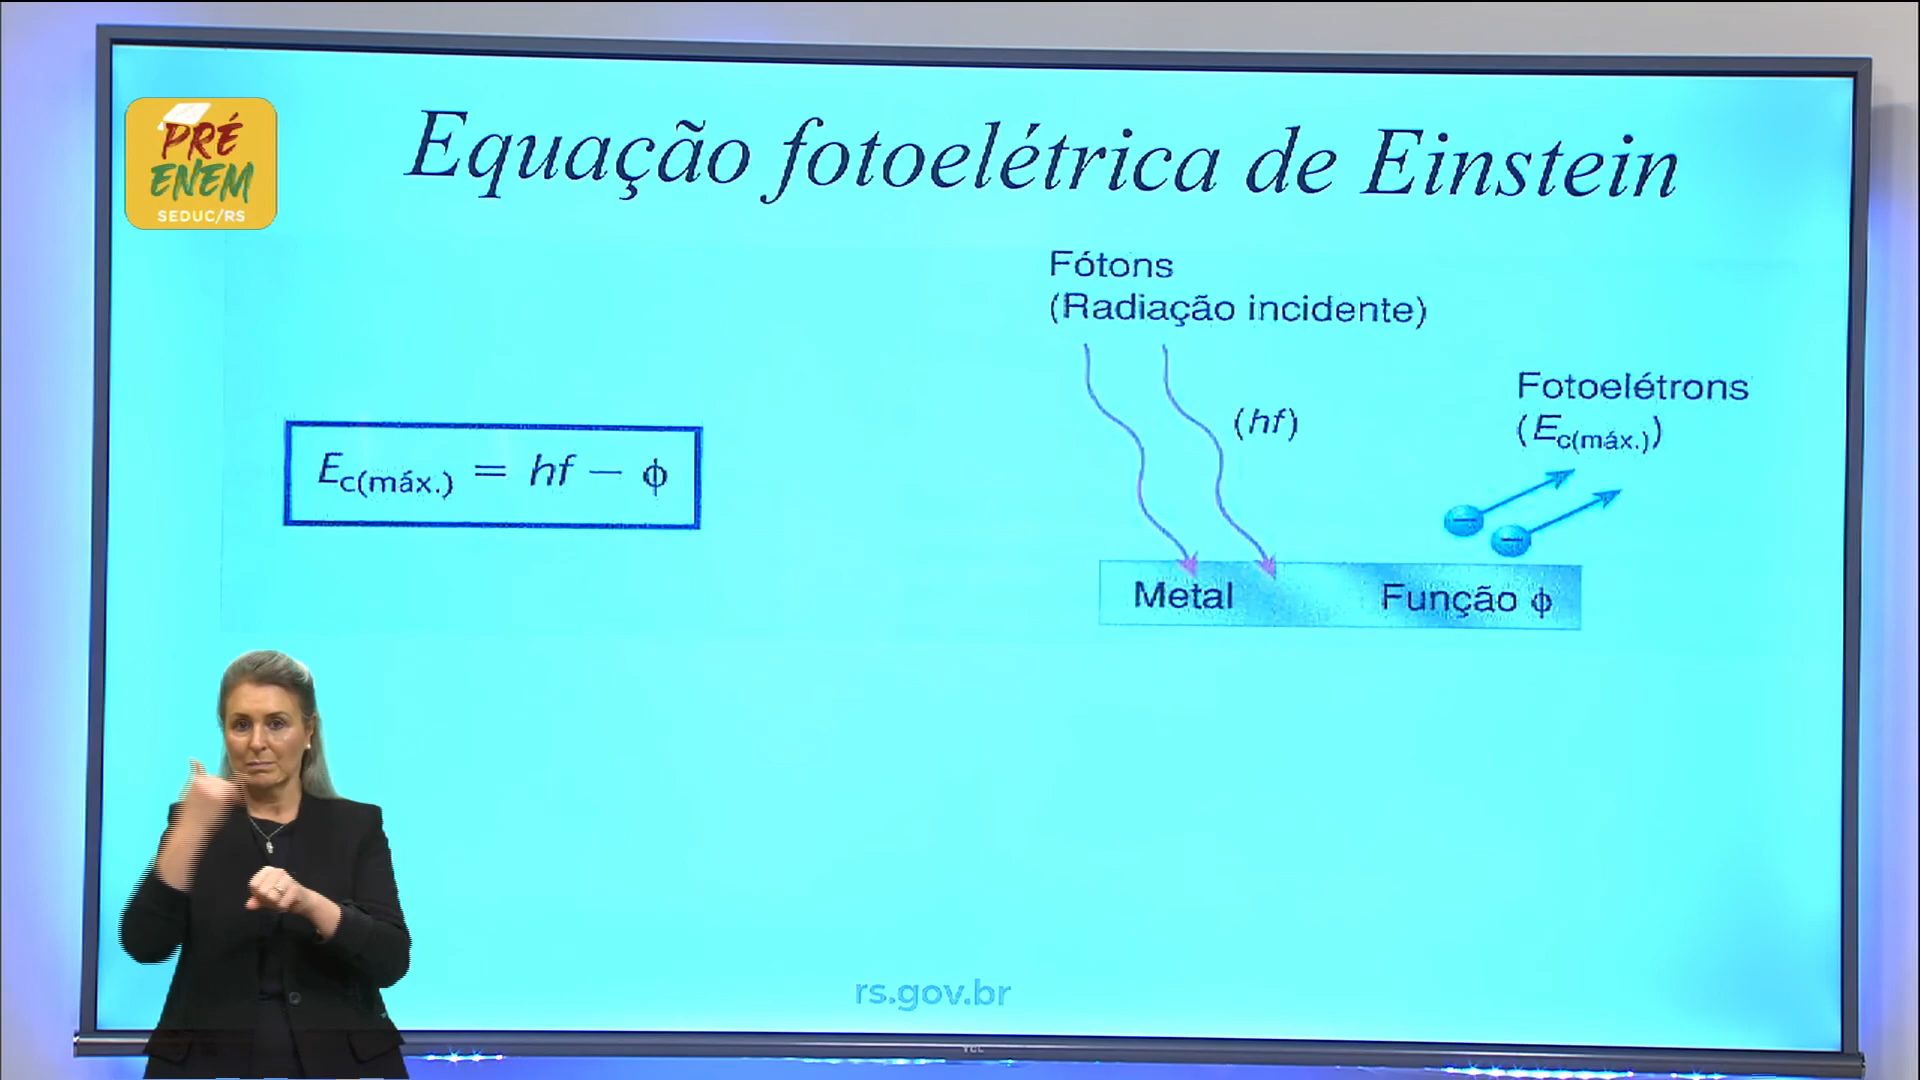 PRÉ
ENEM
SEDUC/RS
Equação fotoelétrica de Einstein
Fótons
(Radiação incidente)
(hf)
Fotoelétrons
(Ec(máx.))
Ec(máx.) = hf – ϕ
Metal
Função ϕ
rs.gov.br
TCL